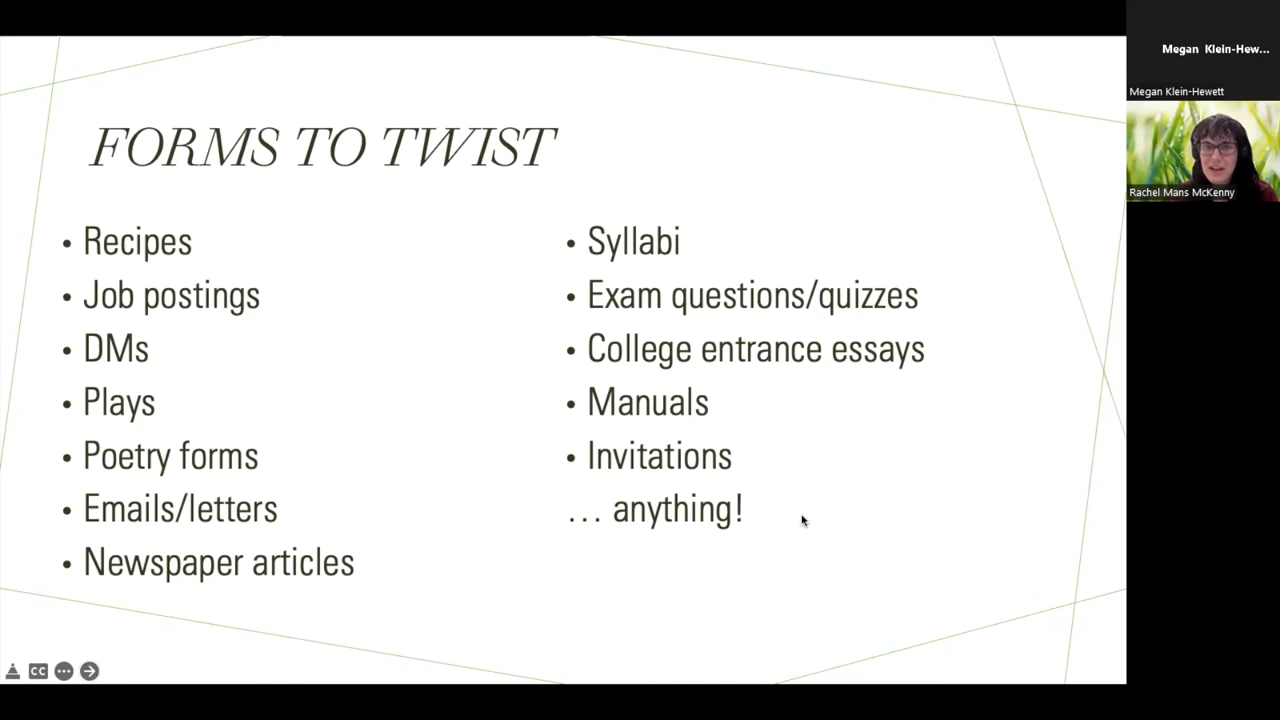 FORMS TO TWIST
• Recipes
• Job postings
• DMs
• Plays
• Poetry forms
• Emails/letters
• Newspaper articles
• Syllabi
• Exam questions/quizzes
• College entrance essays
• Manuals
• Invitations
... anything!
CC
Megan Klein-Hew...
Megan Klein-Hewett
Rachel Mans McKenny